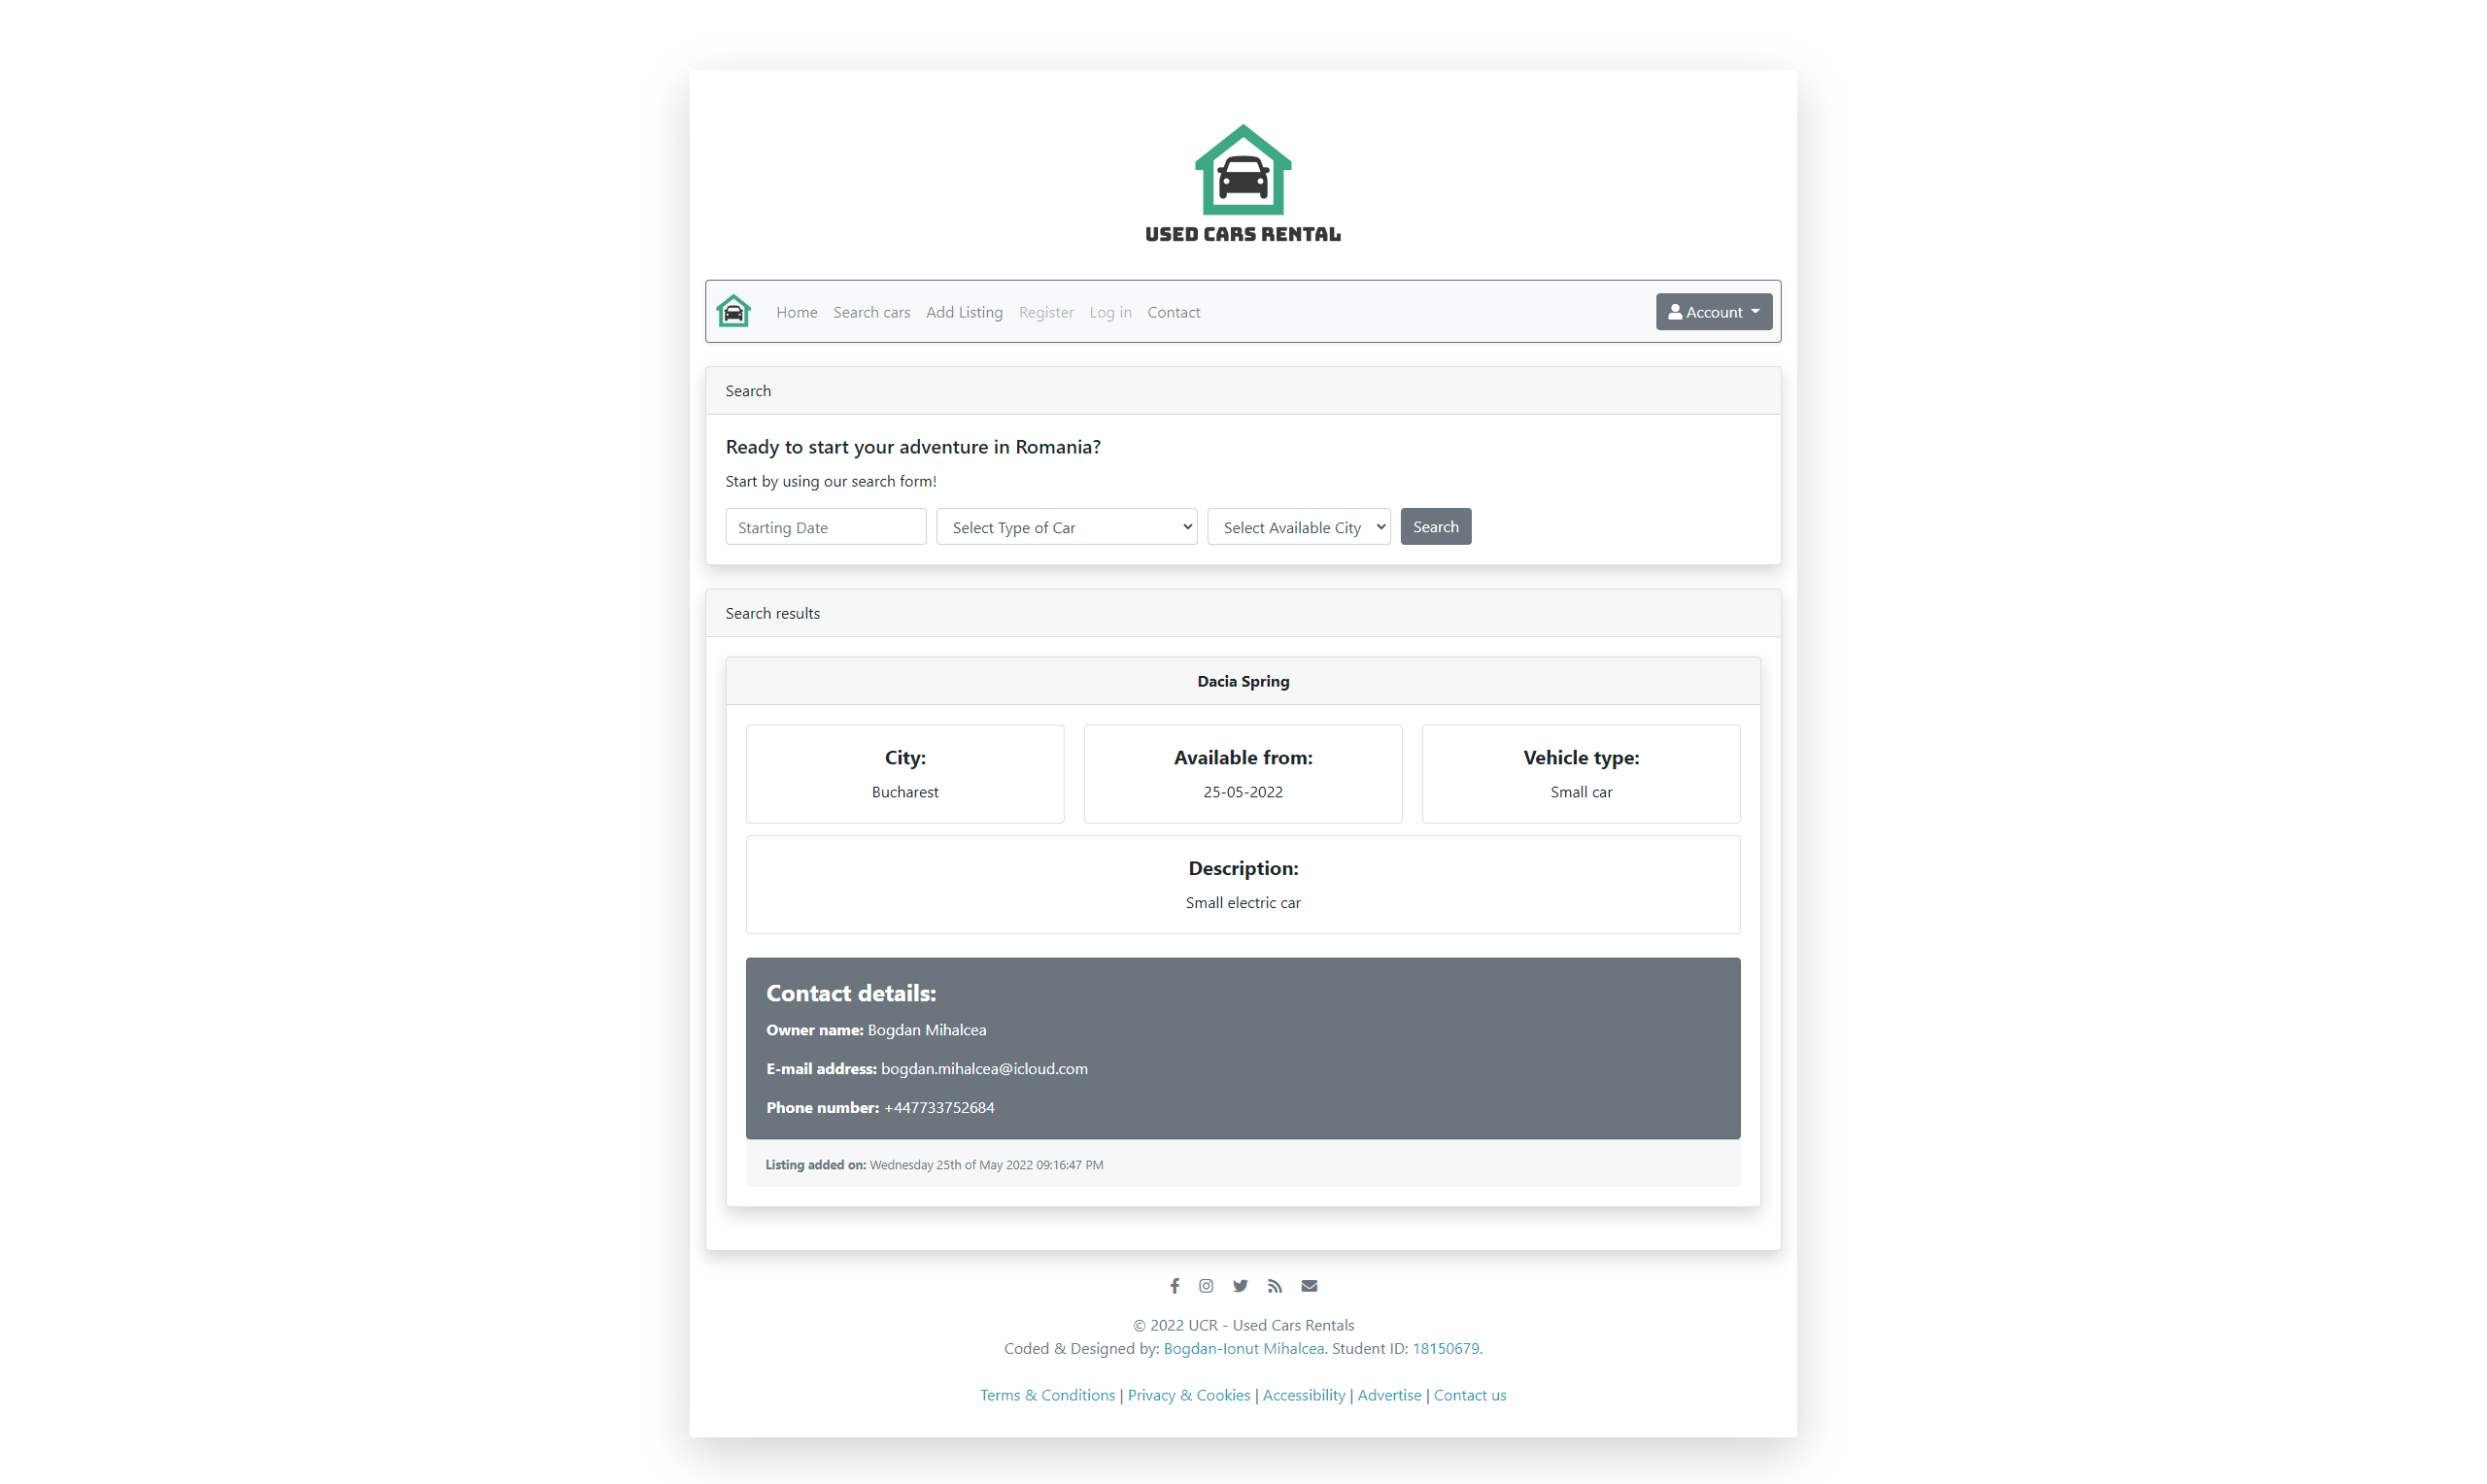 USED CARS RENTAL
Home Search cars Add Listing Register Log in Contact Account
Search
Ready to start your adventure in Romania?
Start by using our search form!
Starting Date Select Type of Car Select Available City Search
Search results
Dacia Spring
City: Available from: Vehicle type:
Bucharest 25-05-2022 Small car
Description:
Small electric car
Contact details:
Owner name: Bogdan Mihalcea
E-mail address: bogdan.mihalcea@icloud.com
Phone number: +447733752684
Listing added on: Wednesday 25th of May 2022 09:16:47 PM
© 2022 UCR - Used Cars Rentals
Coded & Designed by: Bogdan-Ionut Mihalcea. Student ID: 18150679.
Terms & Conditions | Privacy & Cookies | Accessibility | Advertise | Contact us